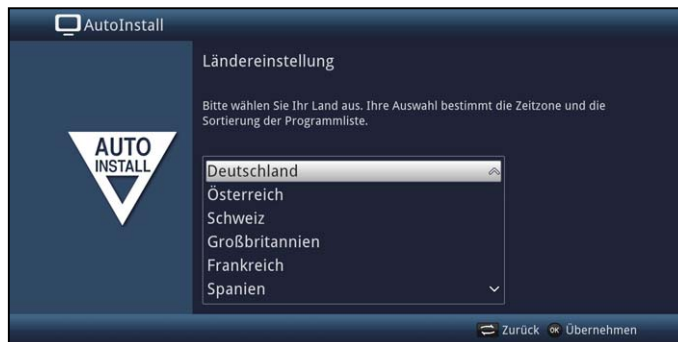 AutoInstall
Ländereinstellung
Bitte wählen Sie Ihr Land aus. Ihre Auswahl bestimmt die Zeitzone und die
Sortierung der Programmliste.
AUTO
INSTALL
Deutschland
Österreich
Schweiz
Großbritannien
Frankreich
Spanien
Zurück OK Übernehmen